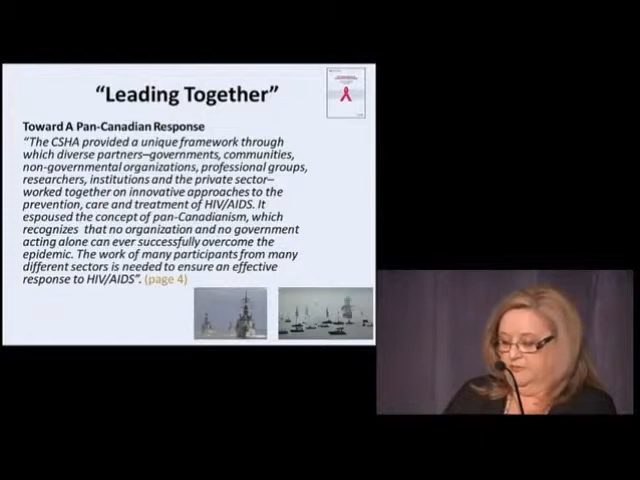 “Leading Together”
Toward A Pan-Canadian Response
“The CSHA provided a unique framework through
which diverse partners–governments, communities,
non-governmental organizations, professional groups,
researchers, institutions and the private sector–
worked together on innovative approaches to the
prevention, care and treatment of HIV/AIDS. It
espoused the concept of pan-Canadianism, which
recognizes that no organization and no government
acting alone can ever successfully overcome the
epidemic. The work of many participants from many
different sectors is needed to ensure an effective
response to HIV/AIDS”. (page 4)